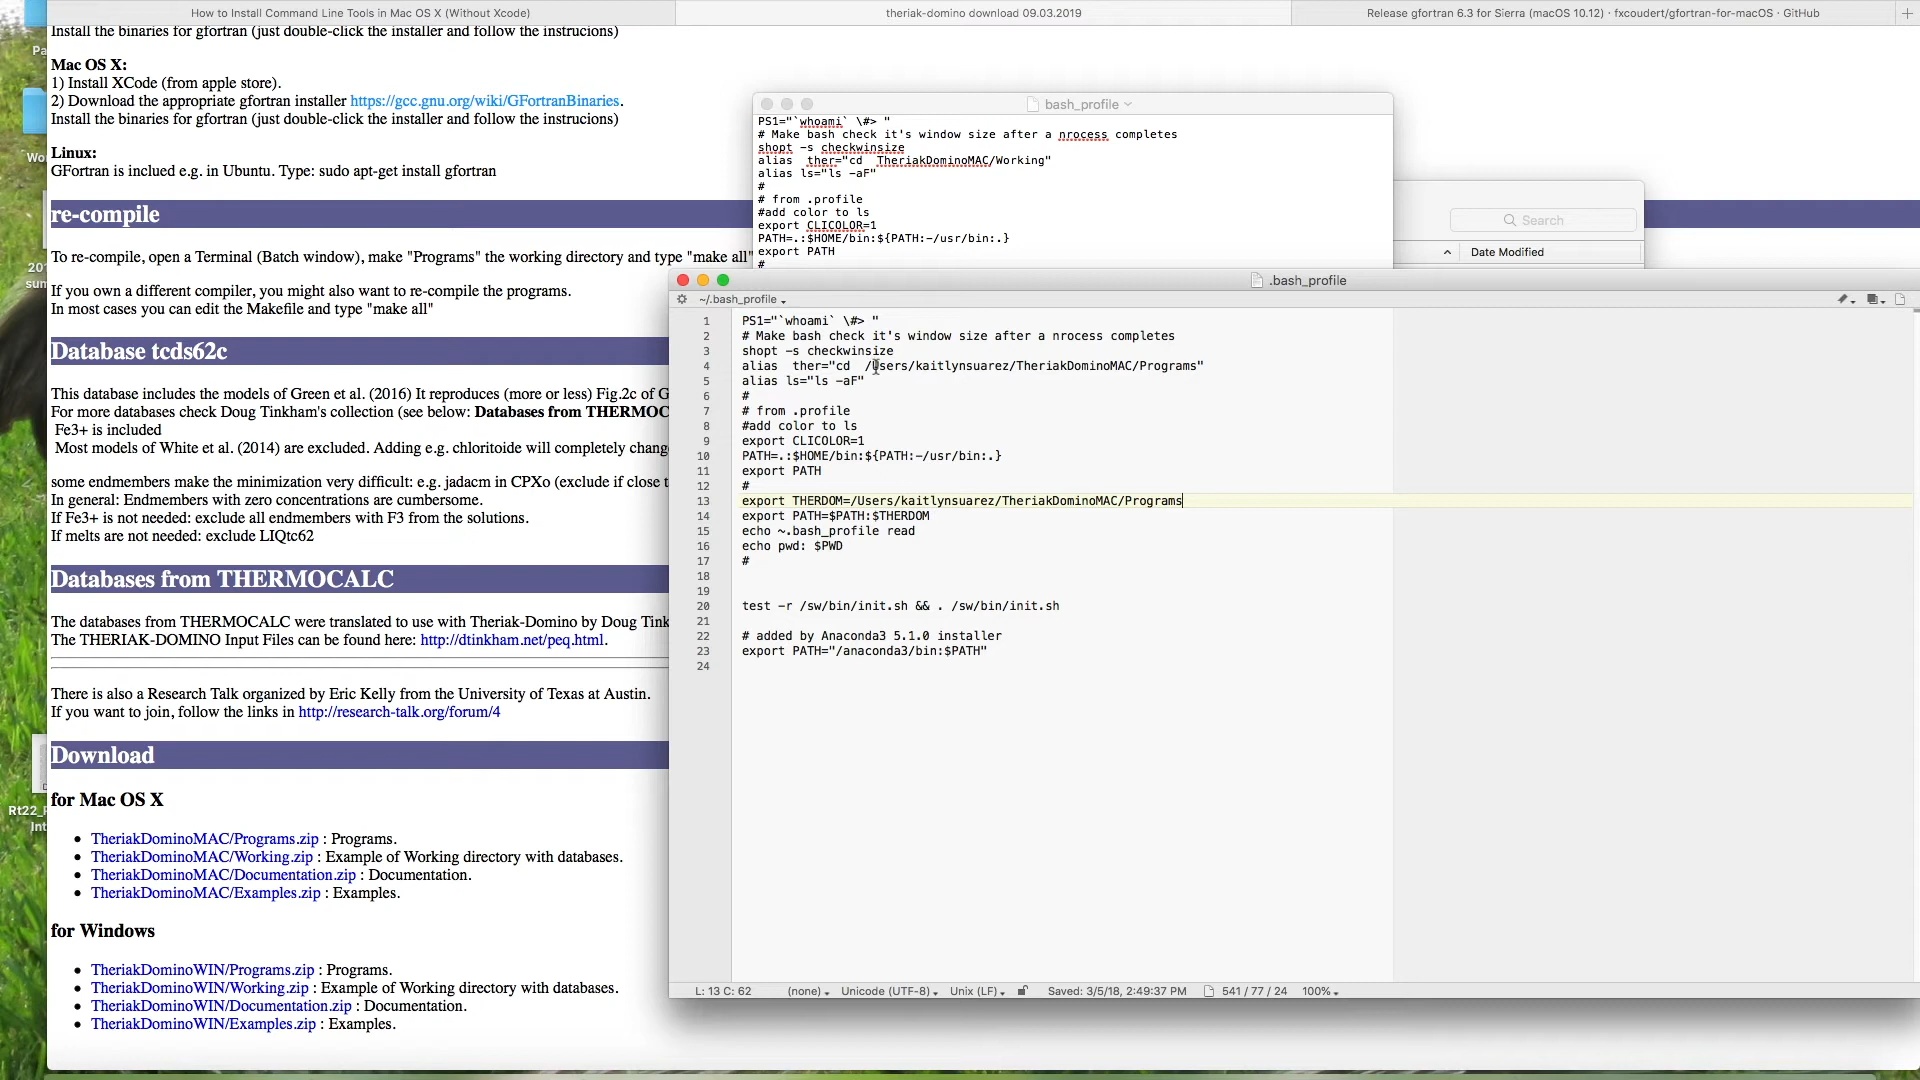 How to Install Command Line Tools in Mac OS X (Without Xcode)
theriak-domino download 09.03.2019
Release gfortran 6.3 for Sierra (macOS 10.12) · fxcoudert/gfortran-for-macOS · GitHub
Install the binaries for gfortran (just double-click the installer and follow the instrucions)
Mac OS X:
1) Install XCode (from apple store).
2) Download the appropriate gfortran installer https://gcc.gnu.org/wiki/GFortranBinaries.
Install the binaries for gfortran (just double-click the installer and follow the instrucions)
Linux:
GFortran is inclued e.g. in Ubuntu. Type: sudo apt-get install gfortran
re-compile
To re-compile, open a Terminal (Batch window), make "Programs" the working directory and type "make all"
If you own a different compiler, you might also want to re-compile the programs.
In most cases you can edit the Makefile and type "make all"
Database tcds62c
This database includes the models of Green et al. (2016) It reproduces (more or less) Fig.2c of G
For more databases check Doug Tinkham's collection (see below: Databases from THERMOC
Fe3+ is included
Most models of White et al. (2014) are excluded. Adding e.g. chloritoide will completely chang
some endmembers make the minimization very difficult: e.g. jadacm in CPXo (exclude if close t
In general: Endmembers with zero concentrations are cumbersome.
If Fe3+ is not needed: exclude all endmembers with F3 from the solutions.
If melts are not needed: exclude LIQtc62
Databases from THERMOCALC
The databases from THERMOCALC were translated to use with Theriak-Domino by Doug Tink
The THERIAK-DOMINO Input Files can be found here: http://dtinkham.net/peq.html.
There is also a Research Talk organized by Eric Kelly from the University of Texas at Austin.
If you want to join, follow the links in http://research-talk.org/forum/4
Download
for Mac OS X
• TheriakDominoMAC/Programs.zip : Programs.
• TheriakDominoMAC/Working.zip : Example of Working directory with databases.
• TheriakDominoMAC/Documentation.zip : Documentation.
• TheriakDominoMAC/Examples.zip : Examples.
for Windows
• TheriakDominoWIN/Programs.zip : Programs.
• TheriakDominoWIN/Working.zip : Example of Working directory with databases.
• TheriakDominoWIN/Documentation.zip : Documentation.
• TheriakDominoWIN/Examples.zip : Examples.
bash_profile
PS1="`whoami` \#> "
# Make bash check it's window size after a nrocess completes
shopt -s checkwinsize
alias  ther="cd  TheriakDominoMAC/Working"
alias ls="ls -aF"
#
# from .profile
#add color to ls
export CLICOLOR=1
PATH=.:$HOME/bin:${PATH:-/usr/bin:.}
export PATH
#
Search
Date Modified
.bash_profile
~/.bash_profile
1 PS1="`whoami` \#> "
2 # Make bash check it's window size after a nrocess completes
3 shopt -s checkwinsize
4 alias  ther="cd  /Users/kaitlynsuarez/TheriakDominoMAC/Programs"
5 alias ls="ls -aF"
6 #
7 # from .profile
8 #add color to ls
9 export CLICOLOR=1
10 PATH=.:$HOME/bin:${PATH:-/usr/bin:.}
11 export PATH
12 #
13 export THERDOM=/Users/kaitlynsuarez/TheriakDominoMAC/Programs
14 export PATH=$PATH:$THERDOM
15 echo ~.bash_profile read
16 echo pwd: $PWD
17 #
18
19
20 test -r /sw/bin/init.sh && . /sw/bin/init.sh
21
22 # added by Anaconda3 5.1.0 installer
23 export PATH="/anaconda3/bin:$PATH"
24
L: 13 C: 62 (none) Unicode (UTF-8) Unix (LF) Saved: 3/5/18, 2:49:37 PM 541 / 77 / 24 100%